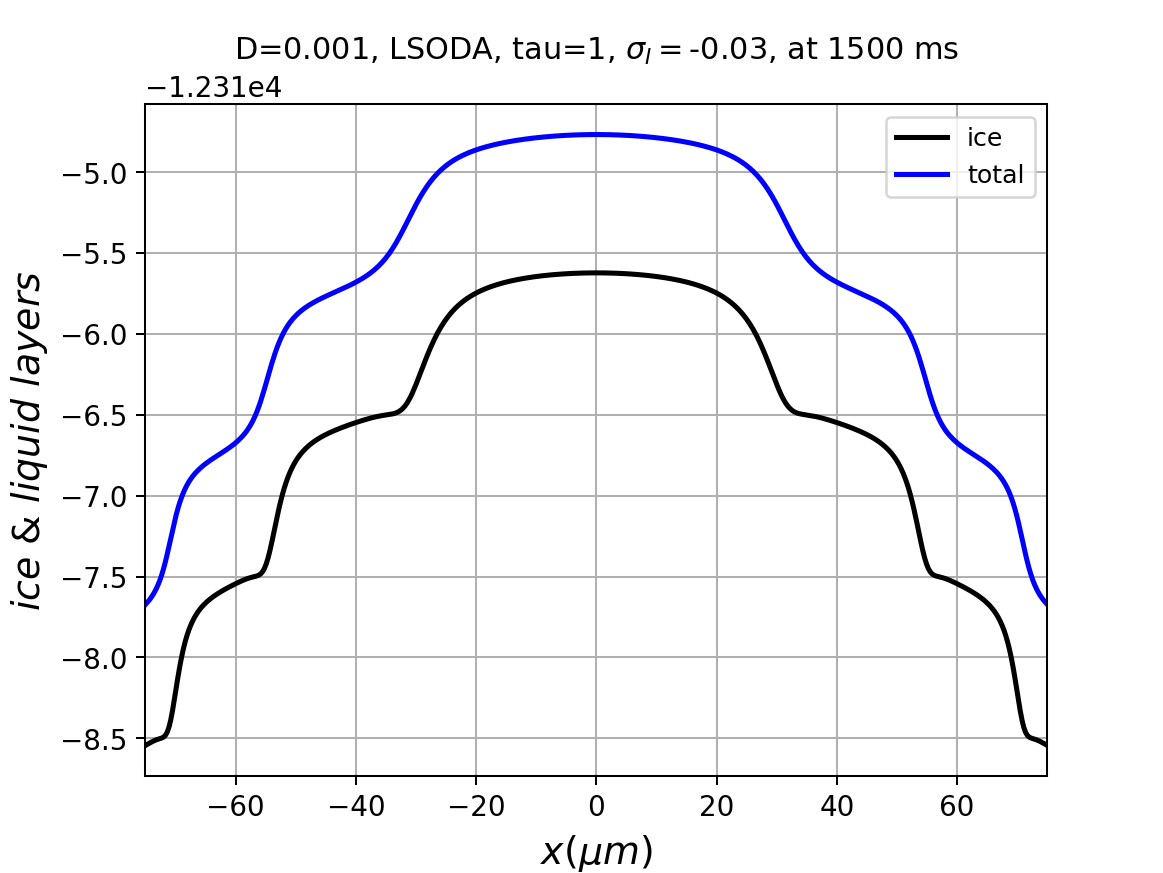 D=0.001, LSODA, tau=1, σ_I = -0.03, at 1500 ms
−1.231e4
ice
total
−5.0
−5.5
−6.0
−6.5
−7.0
−7.5
−8.0
−8.5
ice & liquid layers
−60
−40
−20
0
20
40
60
x(μm)